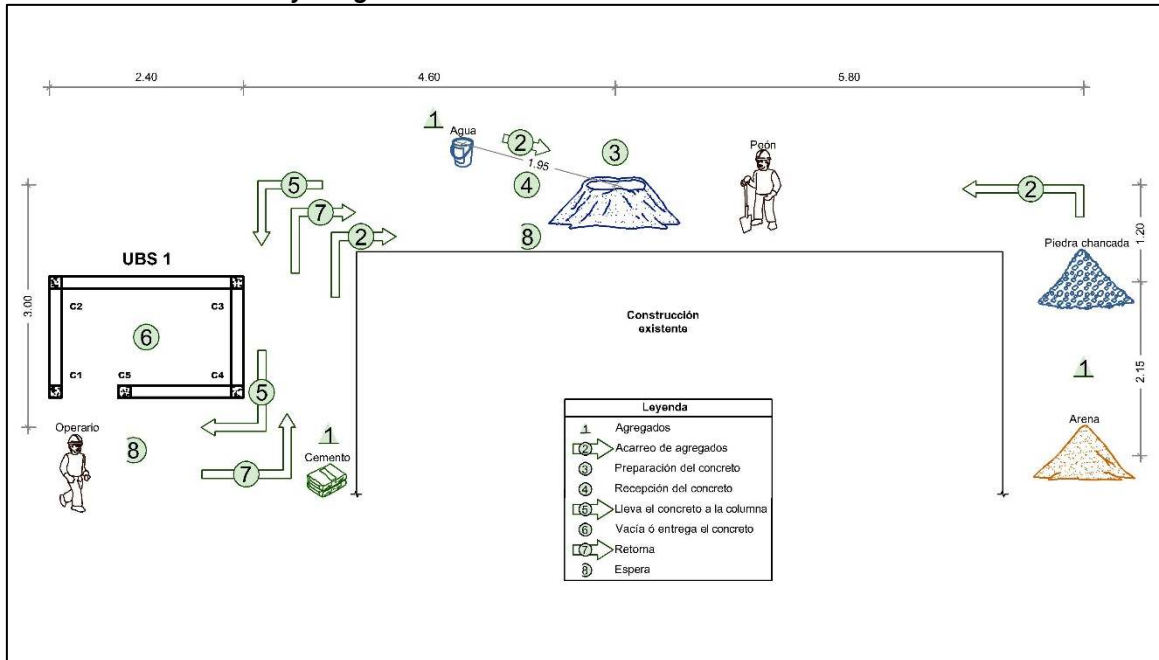 2.40
4.60
5.80
1
Agua
2
1.95
3
4
Peón
2
1.20
5
7
2
8
UBS 1
Piedra chancada
3.00
C2
C3
6
Construcción
existente
C1
C5
C4
5
1
2.15
Operario
8
7
1
Cemento
Arena
Leyenda
1 Agregados
2 Acarreo de agregados
3 Preparación del concreto
4 Recepción del concreto
5 Lleva el concreto a la columna
6 Vacía ó entrega el concreto
7 Retorna
8 Espera